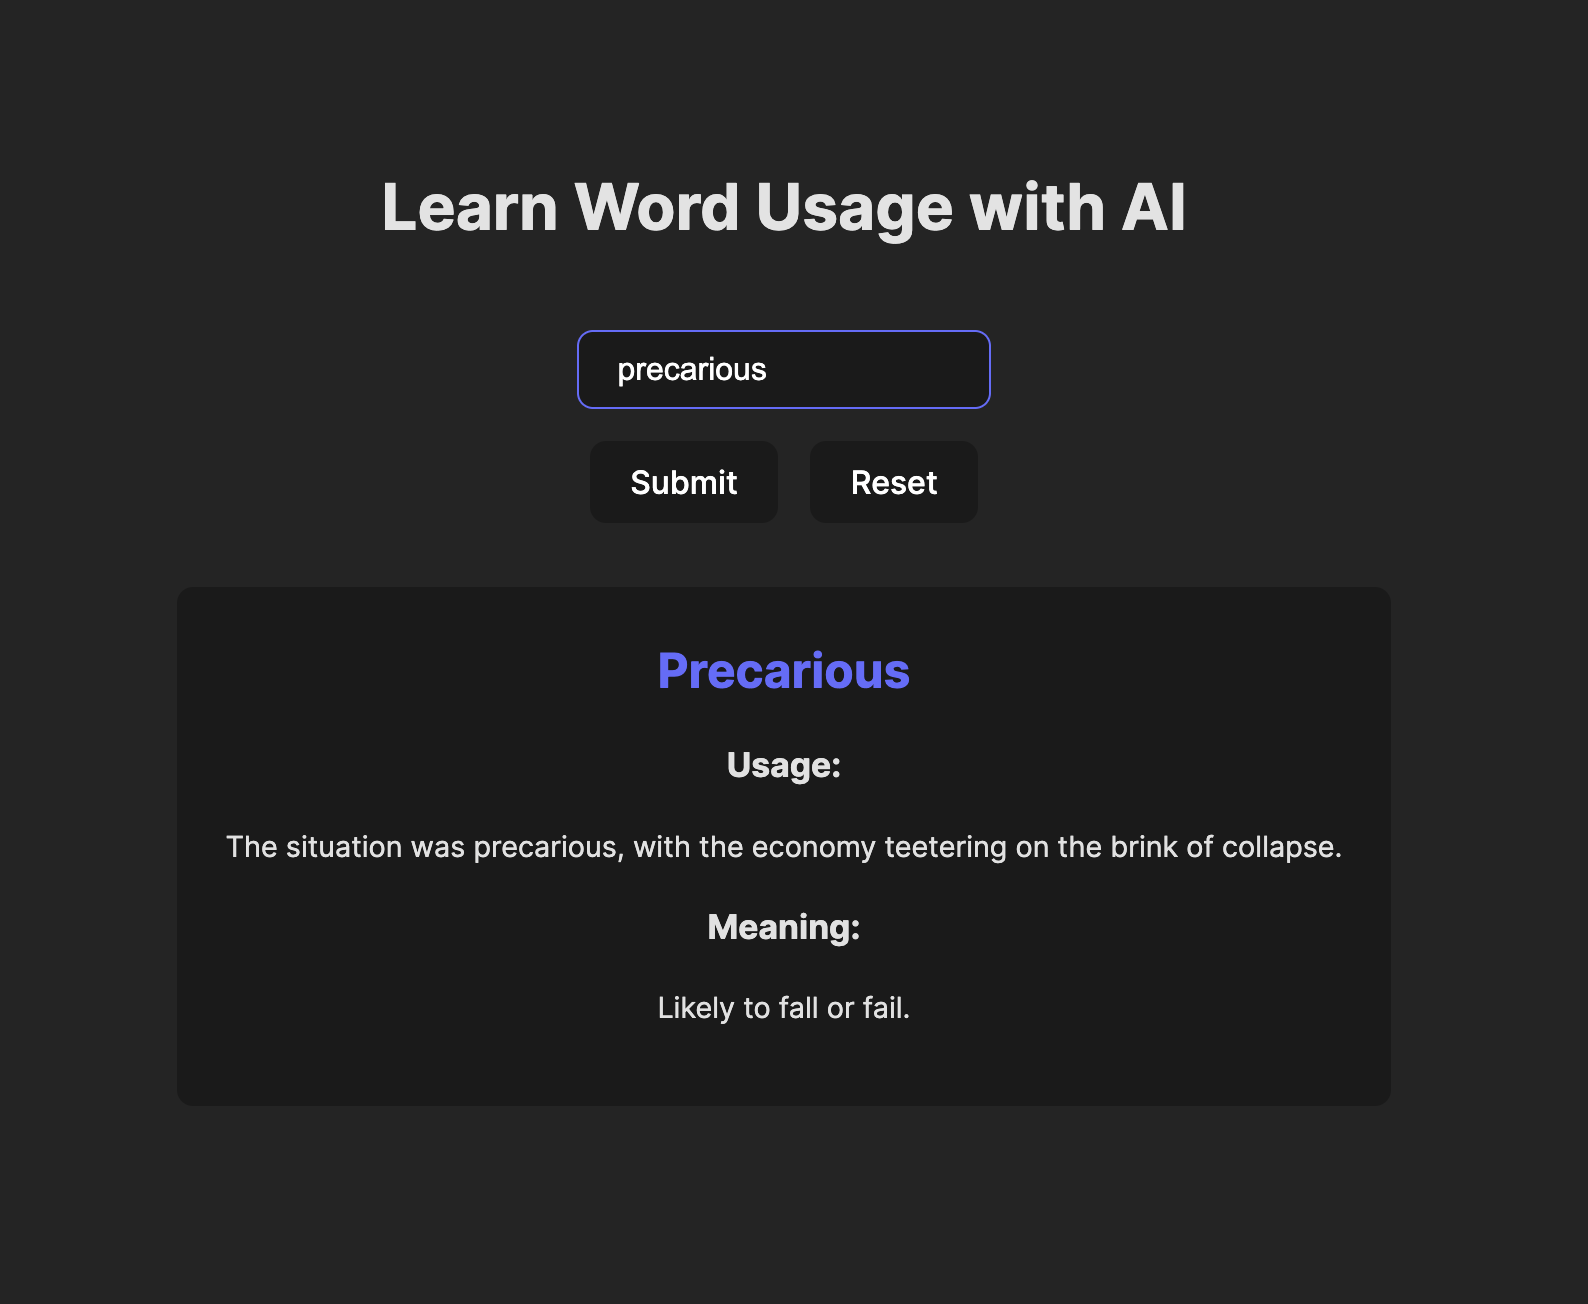 Learn Word Usage with AI
precarious
Submit Reset
Precarious
Usage:
The situation was precarious, with the economy teetering on the brink of collapse.
Meaning:
Likely to fall or fail.